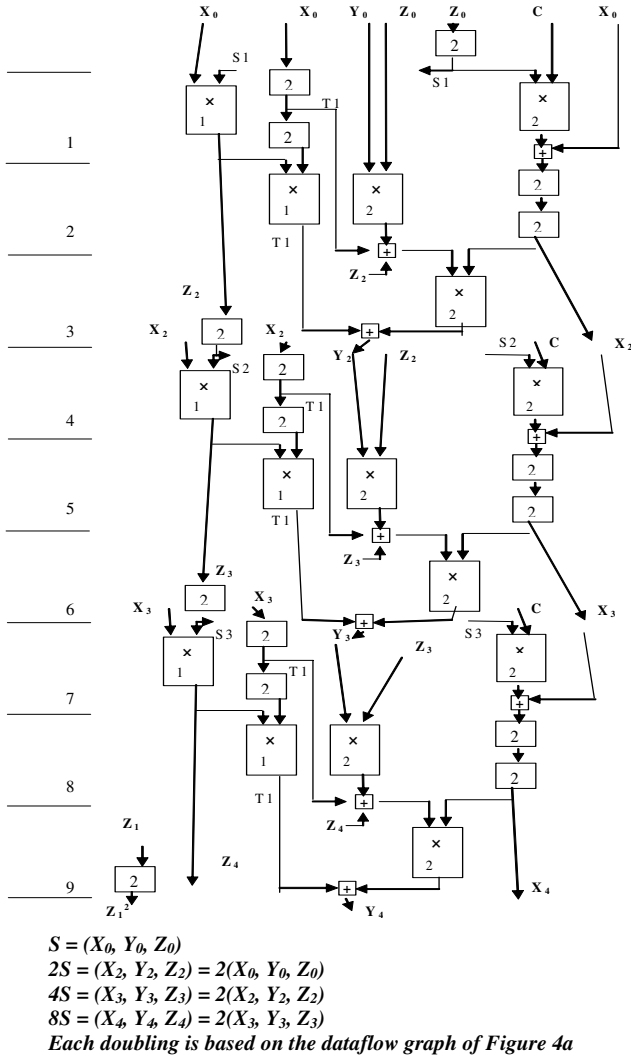 X₀ X₀ Y₀ Z₀ Z₀ C X₀
2
S1 S1
2 T1
× 1 × 2
2 +
1
2
× 1 × 2
2
2
T1 +
Z₂
× 2
Z₂
3
2 +
X₂ X₂ Y₂ Z₂ S2 C X₂
S2 2
× 1 T1 × 2
4
2 +
2
× 1 × 2
5
2
T1 +
Z₃
× 2
Z₃
6
2
X₃ X₃ + C X₃
S3 2 Y₃ S3
Z₃
× 1 T1 × 2
7
2 +
2
× 1 × 2
8
2
T1 +
Z₄
× 2
Z₁
Z₄
2
9
+
Z₁² Y₄ X₄
S = (X₀, Y₀, Z₀)
2S = (X₂, Y₂, Z₂) = 2(X₀, Y₀, Z₀)
4S = (X₃, Y₃, Z₃) = 2(X₂, Y₂, Z₂)
8S = (X₄, Y₄, Z₄) = 2(X₃, Y₃, Z₃)
Each doubling is based on the dataflow graph of Figure 4a